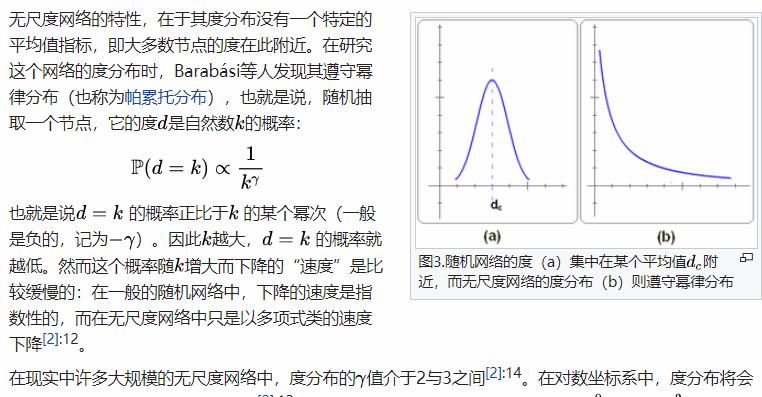 无尺度网络的特性，在于其度分布没有一个特定的
平均值指标，即大多数节点的度在此附近。在研究
这个网络的度分布时，Barabási等人发现其遵守幂
律分布（也称为帕累托分布），也就是说，随机抽
取一个节点，它的度d是自然数k的概率：
ℙ(d = k) ∝ 1/k^γ
也就是说d = k 的概率正比于k 的某个幂次（一般
是负的，记为−γ）。因此k越大，d = k 的概率就
越低。然而这个概率随k增大而下降的“速度”是比
较缓慢的：在一般的随机网络中，下降的速度是指
数性的，而在无尺度网络中只是以多项式类的速度
下降[2]:12。
d_c
(a)
(b)
图3.随机网络的度（a）集中在某个平均值d_c附
近，而无尺度网络的度分布（b）则遵守幂律分布
在现实中许多大规模的无尺度网络中，度分布的γ值介于2与3之间[2]:14。在对数坐标系中，度分布将会